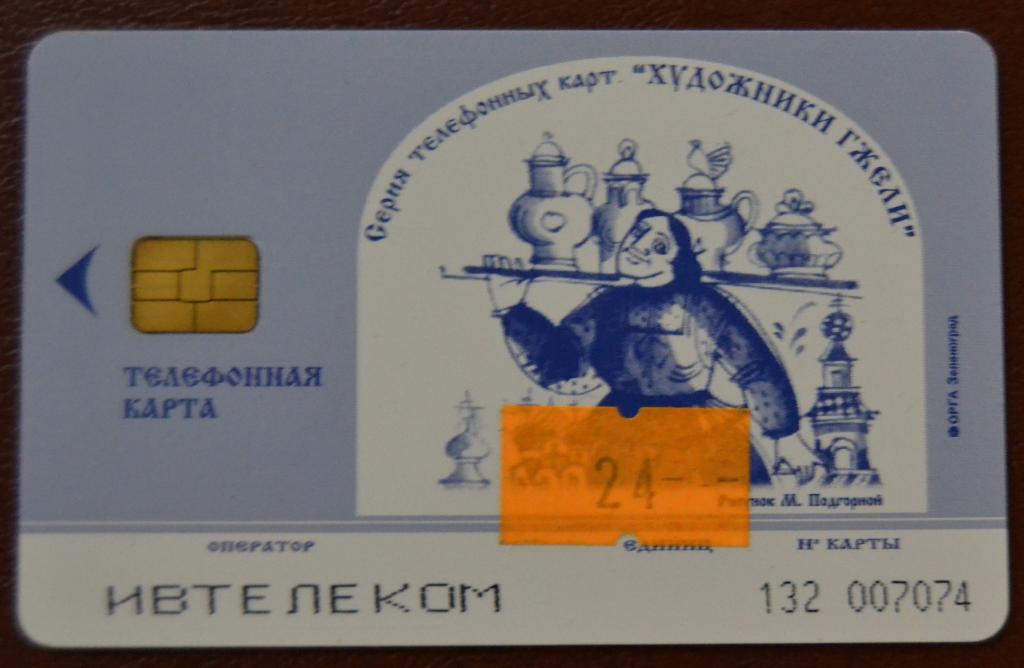 Серия телефонных карт. "ХУДОЖНИКИ ГЖЕЛИ"
ТЕЛЕФОННАЯ
КАРТА
ОРГА Зеленоград
24--
Рисунок М. Подгорной
ОПЕРАТОР ЕДИНИЦ № КАРТЫ
ИВТЕЛЕКОМ 132 007074